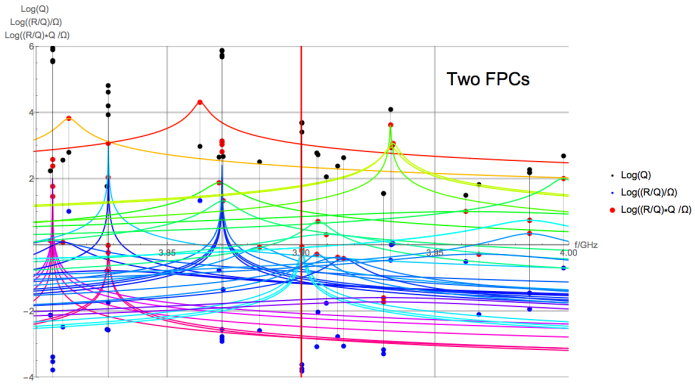 Log(Q)
Log((R/Q)/Ω)
Log((R/Q)•Q /Ω)
6
Two FPCs
4
2
Log(Q)
Log((R/Q)/Ω)
Log((R/Q)•Q /Ω)
3.85
3.90
3.95
4.00
f/GHz
−2
−4